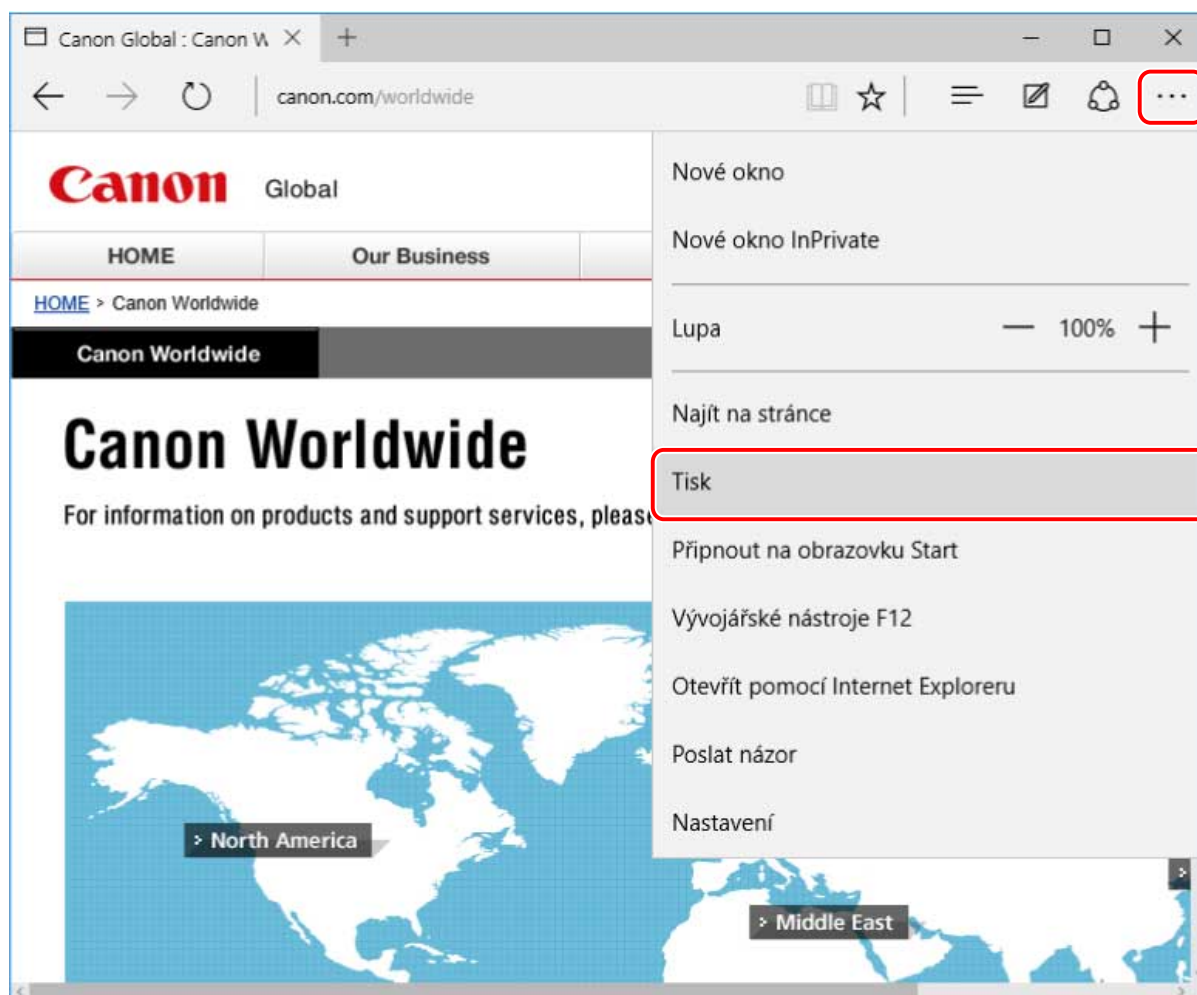 Canon Global : Canon W
canon.com/worldwide
Canon Global
HOME Our Business
HOME > Canon Worldwide
Canon Worldwide
Canon Worldwide
For information on products and support services, please
> North America
> Middle East
Nové okno
Nové okno InPrivate
Lupa — 100% +
Najít na stránce
Tisk
Připnout na obrazovku Start
Vývojářské nástroje F12
Otevřít pomocí Internet Exploreru
Poslat názor
Nastavení